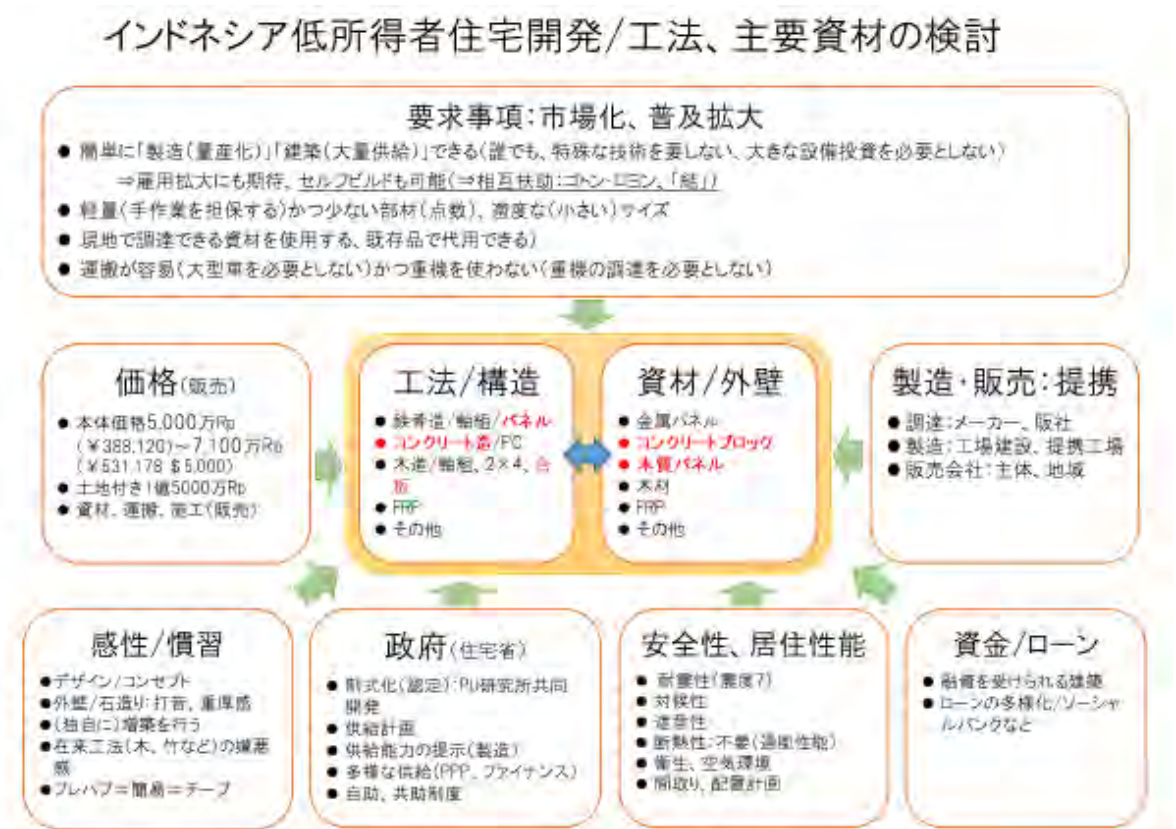 インドネシア低所得者住宅開発/工法、主要資材の検討
要求事項:市場化、普及拡大
● 簡単に「製造(量産化)」「建築(大量供給)」できる(誰でも、特殊な技術を要しない、大きな設備投資を必要としない)
⇒雇用拡大にも期待、セルフビルドも可能(⇒相互扶助:ゴトン・ロヨン、「結」)
● 軽量(手作業を担保する)かつ少ない部材(点数)、適度な(小さい)サイズ
● 現地で調達できる資材を使用する、既存品で代用できる)
● 運搬が容易(大型車を必要としない)かつ重機を使わない(重機の調達を必要としない)
価格(販売)
● 本体価格5,000万Rp
(¥388,120)～7,100万Rp
(¥531,178 $5,000)
● 土地付き1億5000万Rp
● 資材、運搬、施工(販売)
工法/構造
● 鉄骨造/軸組/パネル
● コンクリート造/PC
● 木造/軸組、2×4、合
板
● FRP
● その他
資材/外壁
● 金属パネル
● コンクリートブロック
● 木質パネル
● 木材
● FRP
● その他
製造・販売:提携
● 調達:メーカー、販社
● 製造:工場建設、提携工場
● 販売会社:主体、地域
感性/慣習
● デザイン/コンセプト
● 外壁/石造り:打音、重厚感
● (独自に)増築を行う
● 在来工法(木、竹など)の嫌悪
感
● プレハブ=簡易=チープ
政府(住宅省)
● 制式化(認定):PU研究所共同
開発
● 供給計画
● 供給能力の提示(製造)
● 多様な供給(PPP、ファイナンス)
● 自助、共助制度
安全性、居住性能
● 耐震性(震度7)
● 対候性
● 遮音性
● 断熱性:不要(通風性能)
● 衛生、空気環境
● 間取り、配置計画
資金/ローン
● 融資を受けられる建築
● ローンの多様化/ソーシャ
ルバンクなど